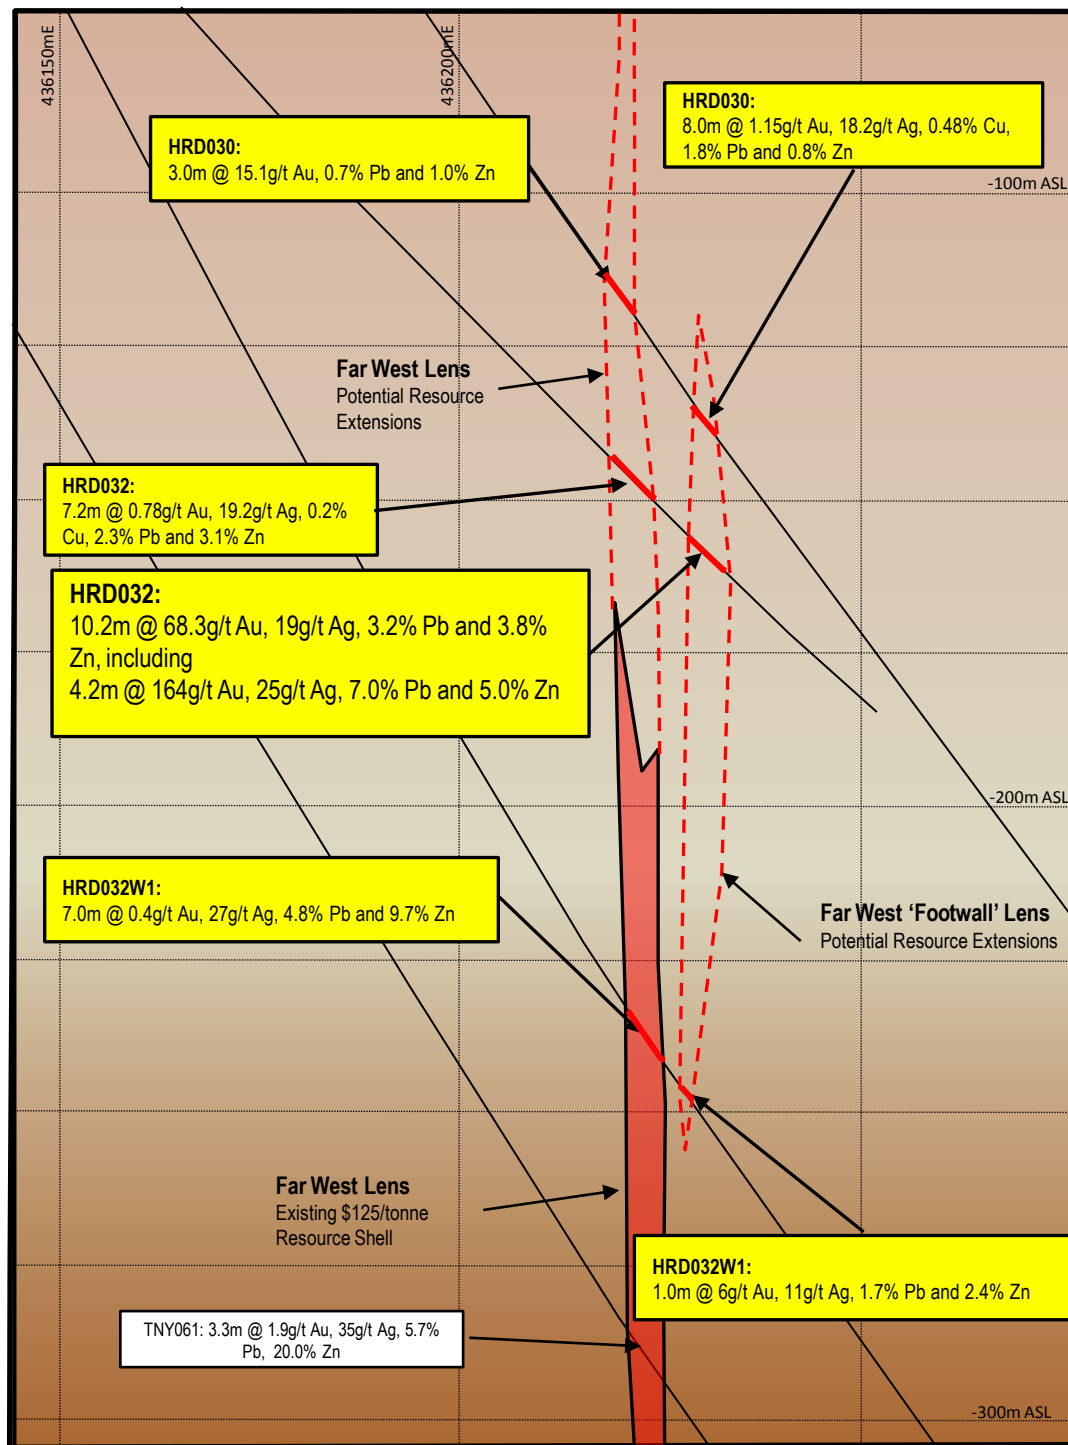 436150mE
436200mE
HRD030:
8.0m @ 1.15g/t Au, 18.2g/t Ag, 0.48% Cu,
1.8% Pb and 0.8% Zn
HRD030:
3.0m @ 15.1g/t Au, 0.7% Pb and 1.0% Zn
-100m ASL
Far West Lens
Potential Resource
Extensions
HRD032:
7.2m @ 0.78g/t Au, 19.2g/t Ag, 0.2%
Cu, 2.3% Pb and 3.1% Zn
HRD032:
10.2m @ 68.3g/t Au, 19g/t Ag, 3.2% Pb and 3.8%
Zn, including
4.2m @ 164g/t Au, 25g/t Ag, 7.0% Pb and 5.0% Zn
-200m ASL
HRD032W1:
7.0m @ 0.4g/t Au, 27g/t Ag, 4.8% Pb and 9.7% Zn
Far West ‘Footwall’ Lens
Potential Resource Extensions
Far West Lens
Existing $125/tonne
Resource Shell
HRD032W1:
1.0m @ 6g/t Au, 11g/t Ag, 1.7% Pb and 2.4% Zn
TNY061: 3.3m @ 1.9g/t Au, 35g/t Ag, 5.7%
Pb, 20.0% Zn
-300m ASL